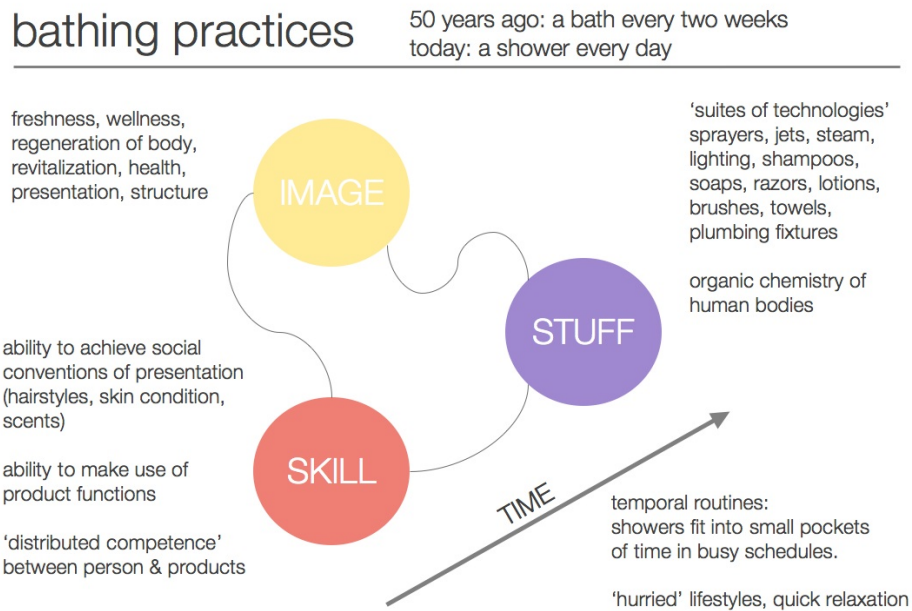 bathing practices
50 years ago: a bath every two weeks
today: a shower every day
freshness, wellness,
regeneration of body,
revitalization, health,
presentation, structure
IMAGE
‘suites of technologies’
sprayers, jets, steam,
lighting, shampoos,
soaps, razors, lotions,
brushes, towels,
plumbing fixtures
organic chemistry of
human bodies
STUFF
ability to achieve social
conventions of presentation
(hairstyles, skin condition,
scents)
ability to make use of
product functions
‘distributed competence’
between person & products
SKILL
TIME
temporal routines:
showers fit into small pockets
of time in busy schedules.
‘hurried’ lifestyles, quick relaxation